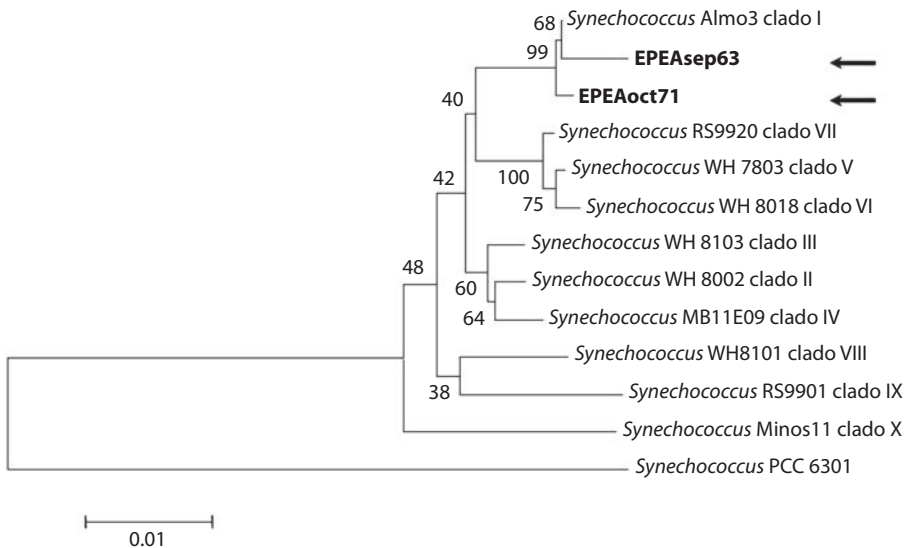 68 Synechococcus Almo3 clado I
EPEAsep63
99
EPEAoct71
40
Synechococcus RS9920 clado VII
Synechococcus WH 7803 clado V
100
42
75
Synechococcus WH 8018 clado VI
Synechococcus WH 8103 clado III
48
Synechococcus WH 8002 clado II
60
64
Synechococcus MB11E09 clado IV
Synechococcus WH8101 clado VIII
38
Synechococcus RS9901 clado IX
Synechococcus Minos11 clado X
Synechococcus PCC 6301
0.01